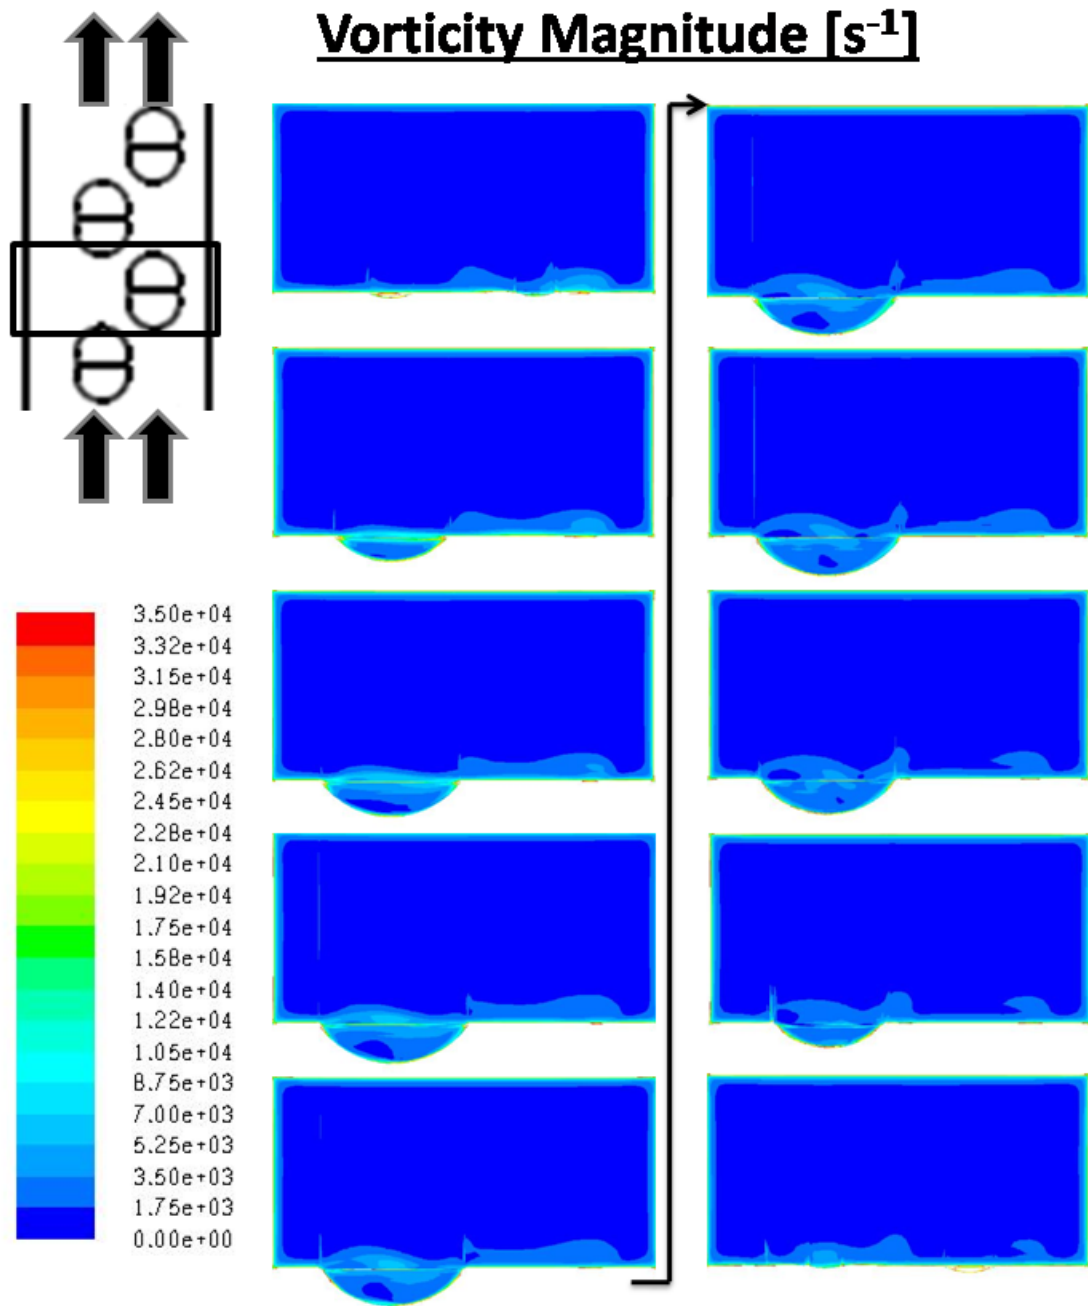 Vorticity Magnitude [s⁻¹]
3.50e+04
3.32e+04
3.15e+04
2.98e+04
2.80e+04
2.62e+04
2.45e+04
2.28e+04
2.10e+04
1.92e+04
1.75e+04
1.58e+04
1.40e+04
1.22e+04
1.05e+04
8.75e+03
7.00e+03
5.25e+03
3.50e+03
1.75e+03
0.00e+00